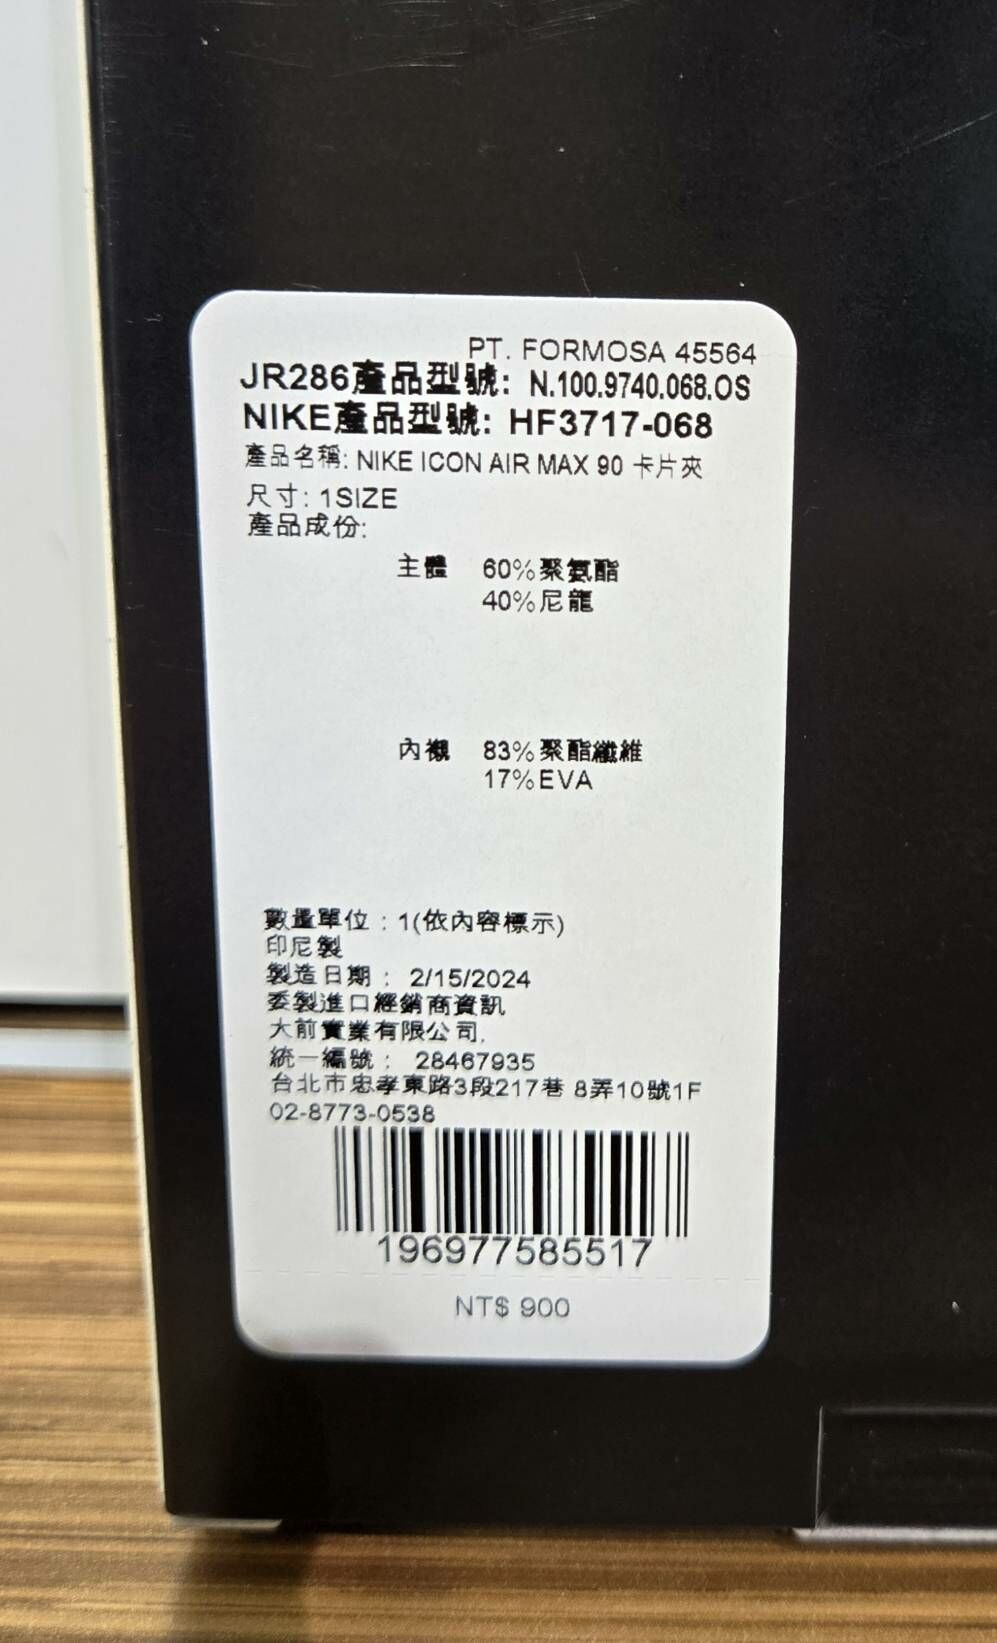 PT. FORMOSA 45564
JR286產品型號: N.100.9740.068.OS
NIKE產品型號: HF3717-068
產品名稱: NIKE ICON AIR MAX 90 卡片夾
尺寸: 1SIZE
產品成份:
主體 60%聚氨酯
40%尼龍
內襯 83%聚酯纖維
17%EVA
數量單位 : 1(依內容標示)
印尼製
製造日期 : 2/15/2024
委製進口經銷商資訊
大前實業有限公司.
統一編號 : 28467935
台北市忠孝東路3段217巷 8弄10號1F
02-8773-0538
196977585517
NT$ 900